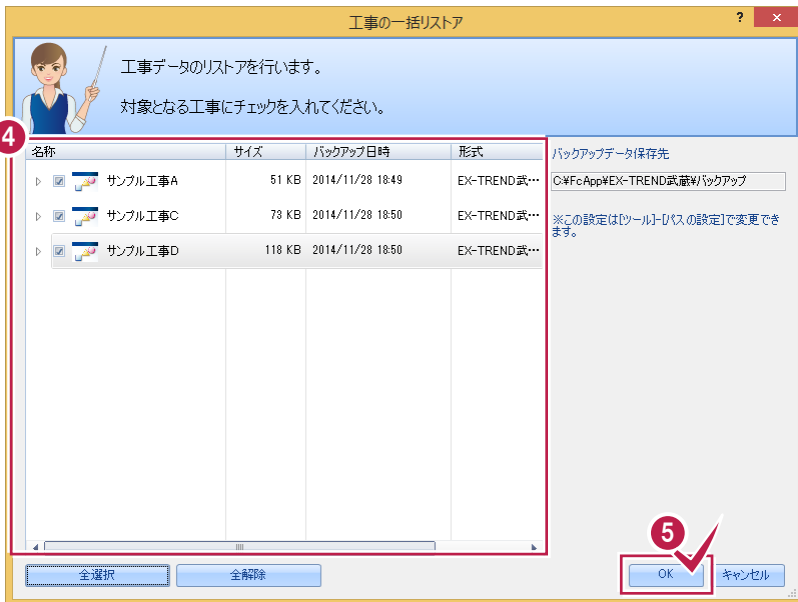 工事の一括リストア
?
×
工事データのリストアを行います。
対象となる工事にチェックを入れてください。
4
名称 サイズ バックアップ日時 形式
サンプル工事A 51 KB 2014/11/28 18:49 EX-TREND武…
サンプル工事C 73 KB 2014/11/28 18:50 EX-TREND武…
サンプル工事D 118 KB 2014/11/28 18:50 EX-TREND武…
バックアップデータ保存先
C:¥FcApp¥EX-TREND武蔵¥バックアップ
※この設定は[ツール]-[パスの設定]で変更でき
ます。
5
全選択 全解除 OK キャンセル